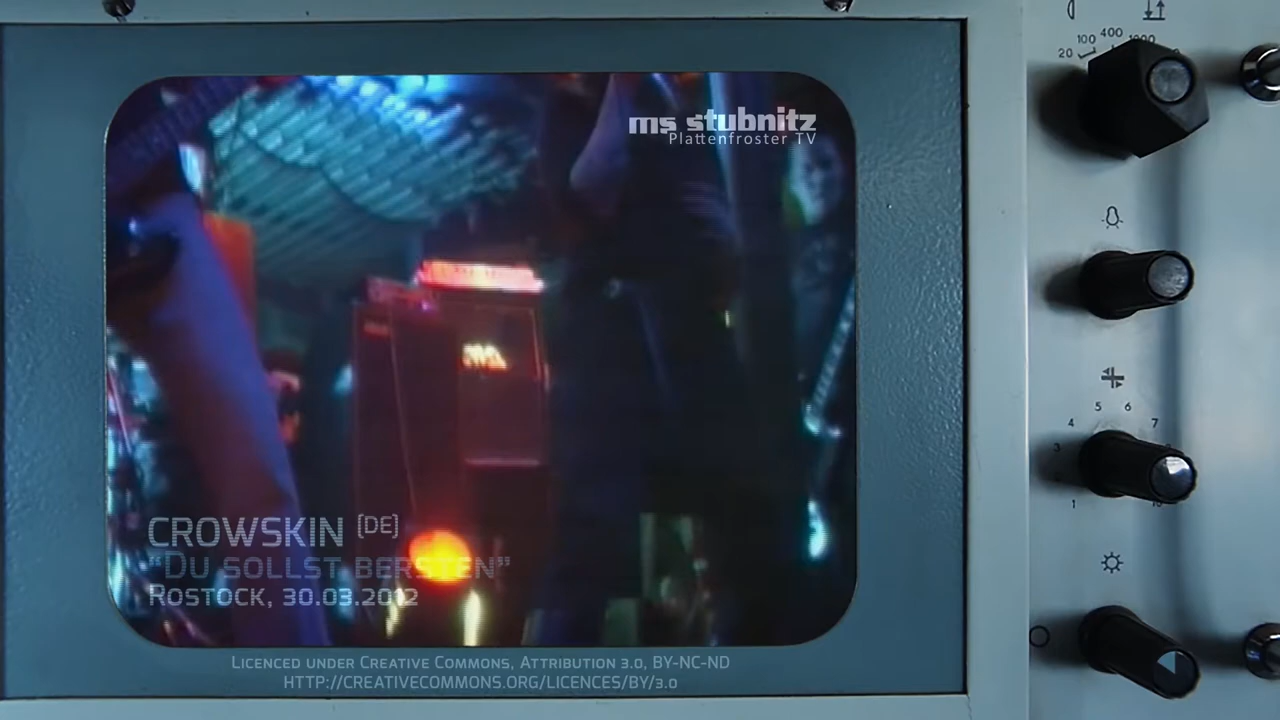 ms stubnitz
Plattenfroster TV
20 100 400 1000
CROWSKIN [DE]
"DU SOLLST BERSTEN"
ROSTOCK, 30.03.2012
4 5 6 7
3
1 10
LICENCED UNDER CREATIVE COMMONS, ATTRIBUTION 3.0, BY-NC-ND
HTTP://CREATIVECOMMONS.ORG/LICENCES/BY/3.0